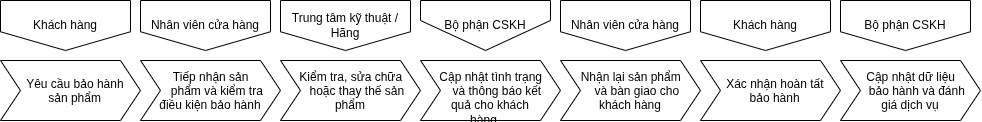 Khách hàng
Nhân viên cửa hàng
Trung tâm kỹ thuật /
Hãng
Bộ phận CSKH
Nhân viên cửa hàng
Khách hàng
Bộ phận CSKH
Yêu cầu bảo hành
sản phẩm
Tiếp nhận sản
phẩm và kiểm tra
điều kiện bảo hành
Kiểm tra, sửa chữa
hoặc thay thế sản
phẩm
Cập nhật tình trạng
và thông báo kết
quả cho khách
hàng
Nhận lại sản phẩm
và bàn giao cho
khách hàng
Xác nhận hoàn tất
bảo hành
Cập nhật dữ liệu
bảo hành và đánh
giá dịch vụ